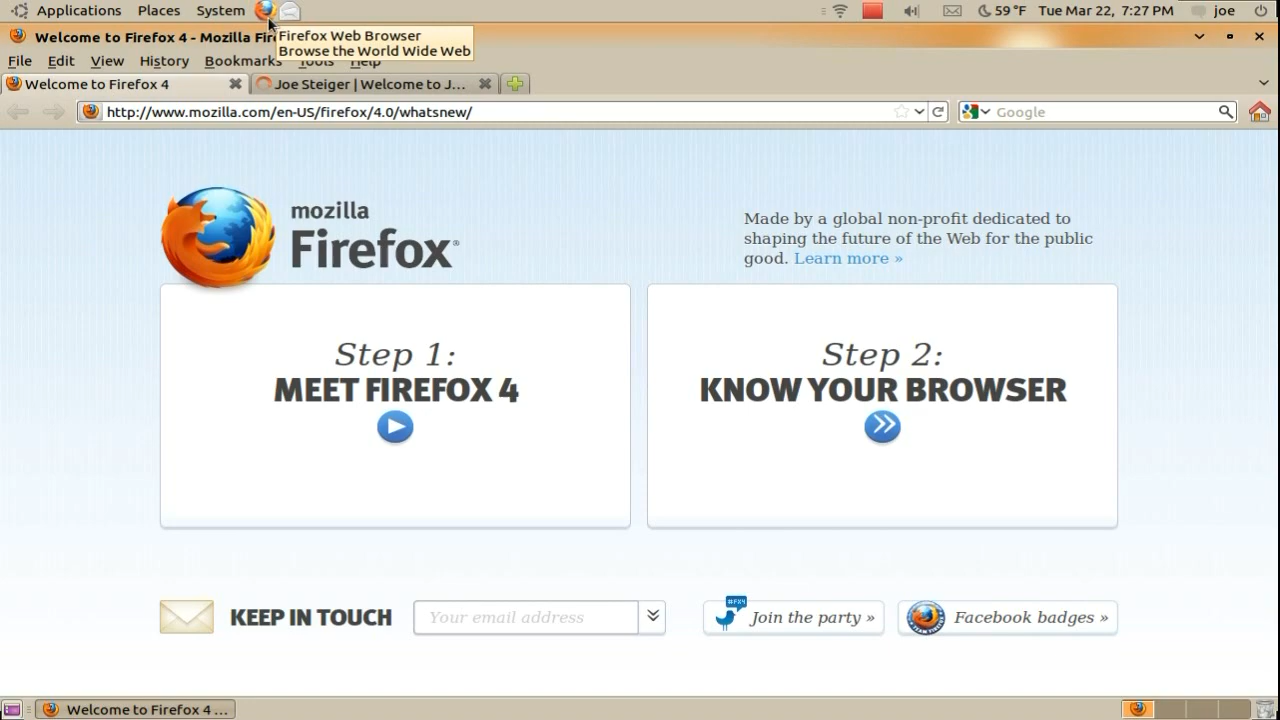 Applications Places System 59 °F Tue Mar 22, 7:27 PM joe
Welcome to Firefox 4 - Mozilla Fire
Firefox Web Browser
Browse the World Wide Web
File Edit View History Bookmarks Tools Help
Welcome to Firefox 4 Joe Steiger | Welcome to J...
http://www.mozilla.com/en-US/firefox/4.0/whatsnew/ Google
mozilla
Firefox®
Made by a global non-profit dedicated to
shaping the future of the Web for the public
good. Learn more »
Step 1:
MEET FIREFOX 4
Step 2:
KNOW YOUR BROWSER
KEEP IN TOUCH Your email address #FX4 Join the party » Facebook badges »
Welcome to Firefox 4 ...